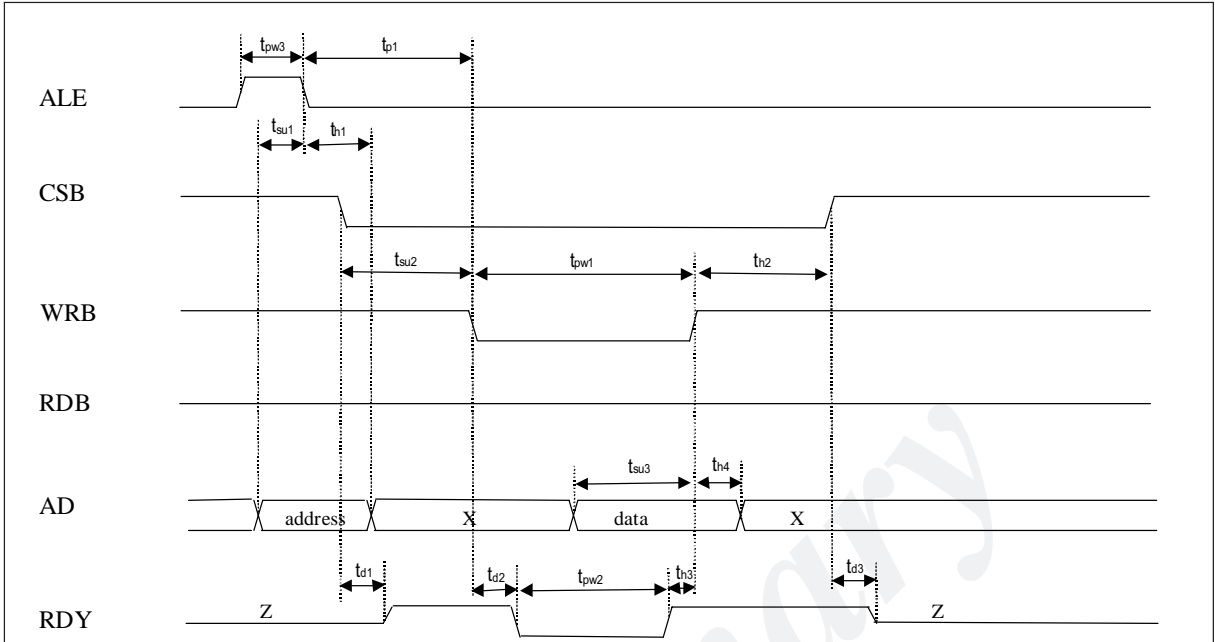 tpw3 tp1
ALE
tsu1 th1
CSB
tsu2 tpw1 th2
WRB
RDB
tsu3 th4
AD address X data X
td1 td2 tpw2 th3 td3
RDY Z Z